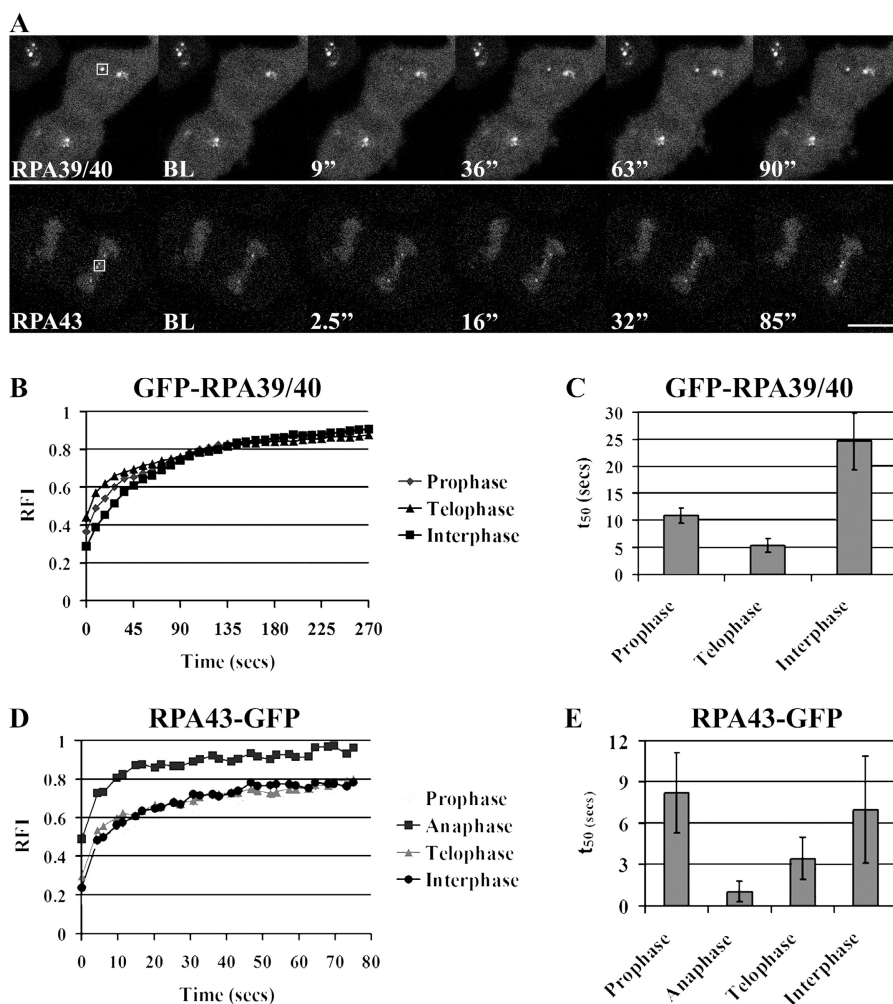 A
RPA39/40 BL 9” 36” 63” 90”
RPA43 BL 2.5” 16” 32” 85”
B GFP-RPA39/40
1
0.8
0.6
0.4
0.2
0
RFI
0 45 90 135 180 225 270
Time (secs)
Prophase
Telophase
Interphase
C GFP-RPA39/40
30
25
20
15
10
5
0
t50 (secs)
Prophase
Telophase
Interphase
D RPA43-GFP
1
0.8
0.6
0.4
0.2
0
RFI
0 10 20 30 40 50 60 70 80
Time (secs)
Prophase
Anaphase
Telophase
Interphase
E RPA43-GFP
12
9
6
3
0
t50 (secs)
Prophase
Anaphase
Telophase
Interphase